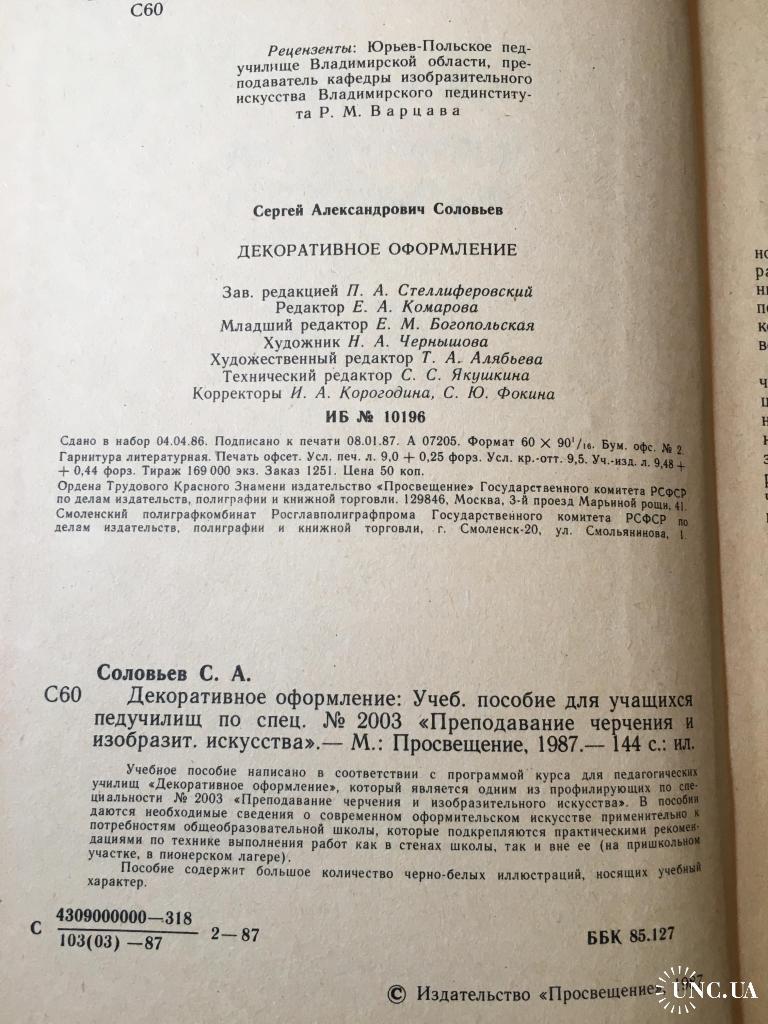 С60
Рецензенты: Юрьев-Польское пед-
училище Владимирской области, пре-
подаватель кафедры изобразительного
искусства Владимирского пединститу-
та Р. М. Варцава
Сергей Александрович Соловьев
ДЕКОРАТИВНОЕ ОФОРМЛЕНИЕ
Зав. редакцией П. А. Стеллиферовский
Редактор Е. А. Комарова
Младший редактор Е. М. Богопольская
Художник Н. А. Чернышова
Художественный редактор Т. А. Алябьева
Технический редактор С. С. Якушкина
Корректоры И. А. Корогодина, С. Ю. Фокина
ИБ № 10196
Сдано в набор 04.04.86. Подписано к печати 08.01.87. А 07205. Формат 60 × 90¹/₁₆. Бум. офс. № 2.
Гарнитура литературная. Печать офсет. Усл. печ. л. 9,0 + 0,25 форз. Усл. кр.-отт. 9,5. Уч.-изд. л. 9,48 +
+ 0,44 форз. Тираж 169 000 экз. Заказ 1251. Цена 50 коп.
Ордена Трудового Красного Знамени издательство «Просвещение» Государственного комитета РСФСР
по делам издательств, полиграфии и книжной торговли. 129846, Москва, 3-й проезд Марьиной рощи, 41.
Смоленский полиграфкомбинат Росглавполиграфпрома Государственного комитета РСФСР по
делам издательств, полиграфии и книжной торговли, г. Смоленск-20, ул. Смольянинова, 1.
Соловьев С. А.
С60 Декоративное оформление: Учеб. пособие для учащихся
педучилищ по спец. № 2003 «Преподавание черчения и
изобразит. искусства».— М.: Просвещение, 1987.— 144 с.: ил.
Учебное пособие написано в соответствии с программой курса для педагогических
училищ «Декоративное оформление», который является одним из профилирующих по спе-
циальности № 2003 «Преподавание черчения и изобразительного искусства». В пособии
даются необходимые сведения о современном оформительском искусстве применительно к
потребностям общеобразовательной школы, которые подкрепляются практическими рекомен-
дациями по технике выполнения работ как в стенах школы, так и вне ее (на пришкольном
участке, в пионерском лагере).
Пособие содержит большое количество черно-белых иллюстраций, носящих учебный
характер.
С 4309000000—318
103(03)—87 2—87
ББК 85.127
© Издательство «Просвещение», 1987
UNC.UA